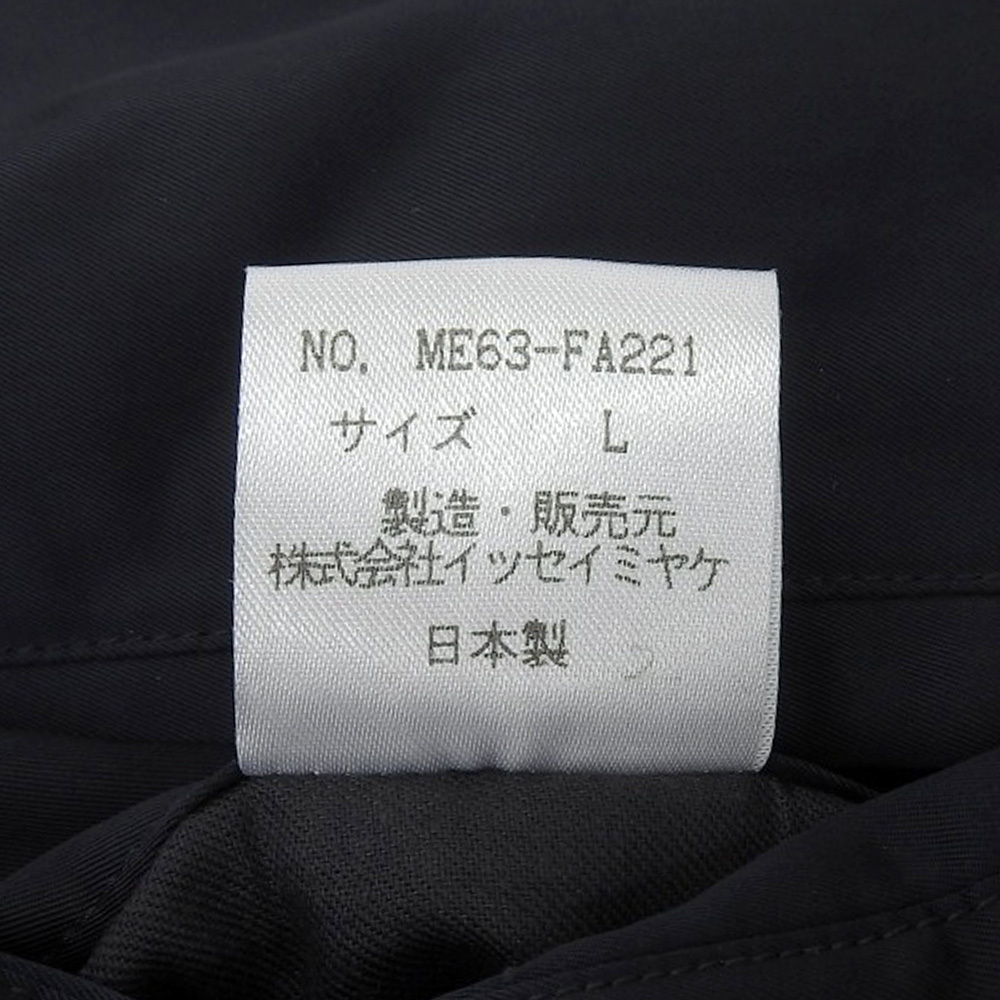 NO. ME63-FA221
サイズ L
製造・販売元
株式会社イッセイミヤケ
日本製